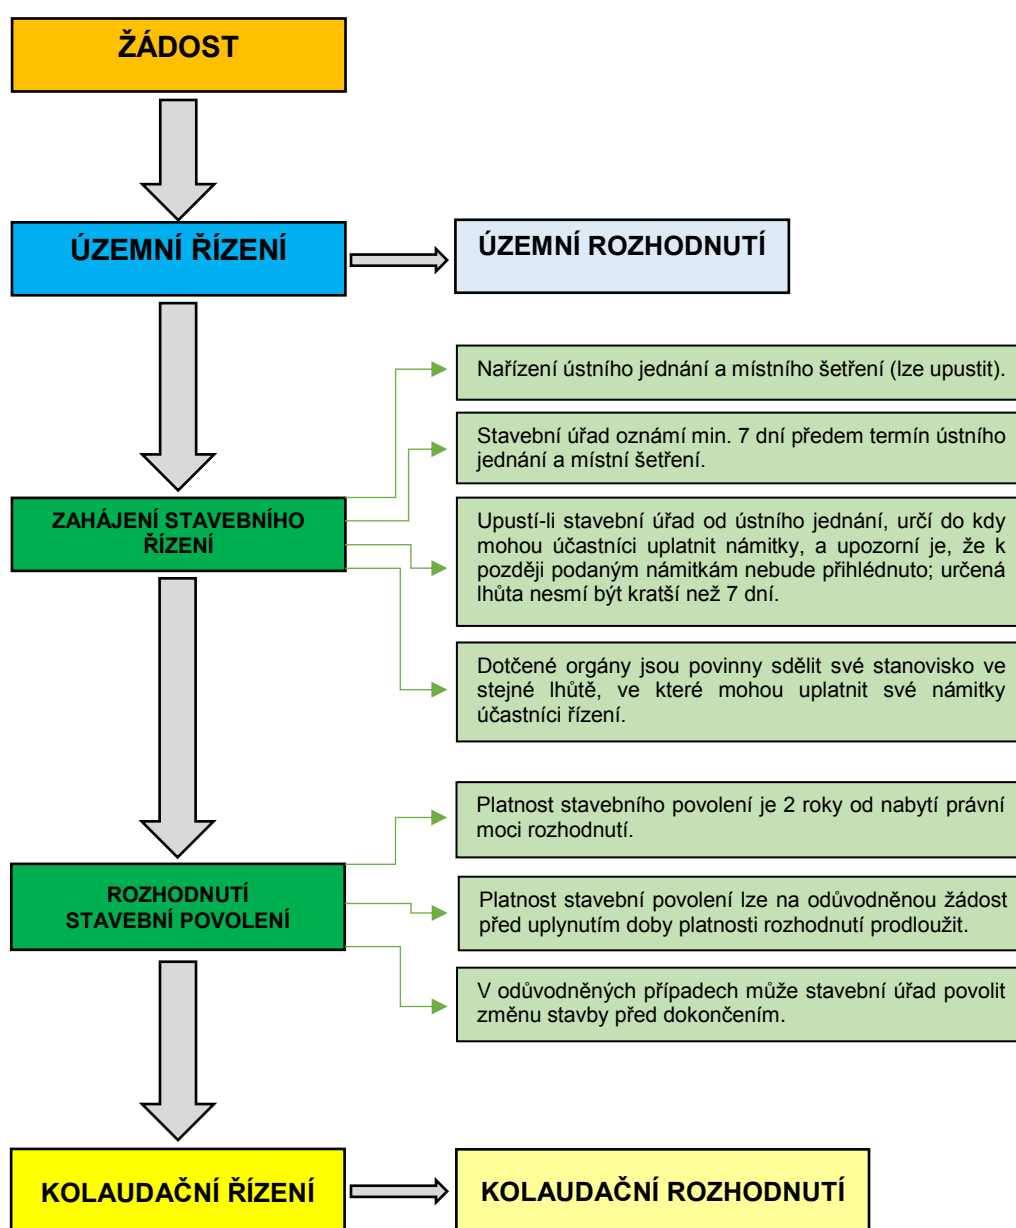 ŽÁDOST
ÚZEMNÍ ŘÍZENÍ
ÚZEMNÍ ROZHODNUTÍ
Nařízení ústního jednání a místního šetření (lze upustit).
Stavební úřad oznámí min. 7 dní předem termín ústního
jednání a místní šetření.
ZAHÁJENÍ STAVEBNÍHO
ŘÍZENÍ
Upustí-li stavební úřad od ústního jednání, určí do kdy
mohou účastníci uplatnit námitky, a upozorní je, že k
později podaným námitkám nebude přihlédnuto; určená
lhůta nesmí být kratší než 7 dní.
Dotčené orgány jsou povinny sdělit své stanovisko ve
stejné lhůtě, ve které mohou uplatnit své námitky
účastníci řízení.
Platnost stavebního povolení je 2 roky od nabytí právní
moci rozhodnutí.
ROZHODNUTÍ
STAVEBNÍ POVOLENÍ
Platnost stavební povolení lze na odůvodněnou žádost
před uplynutím doby platnosti rozhodnutí prodloužit.
V odůvodněných případech může stavební úřad povolit
změnu stavby před dokončením.
KOLAUDAČNÍ ŘÍZENÍ
KOLAUDAČNÍ ROZHODNUTÍ